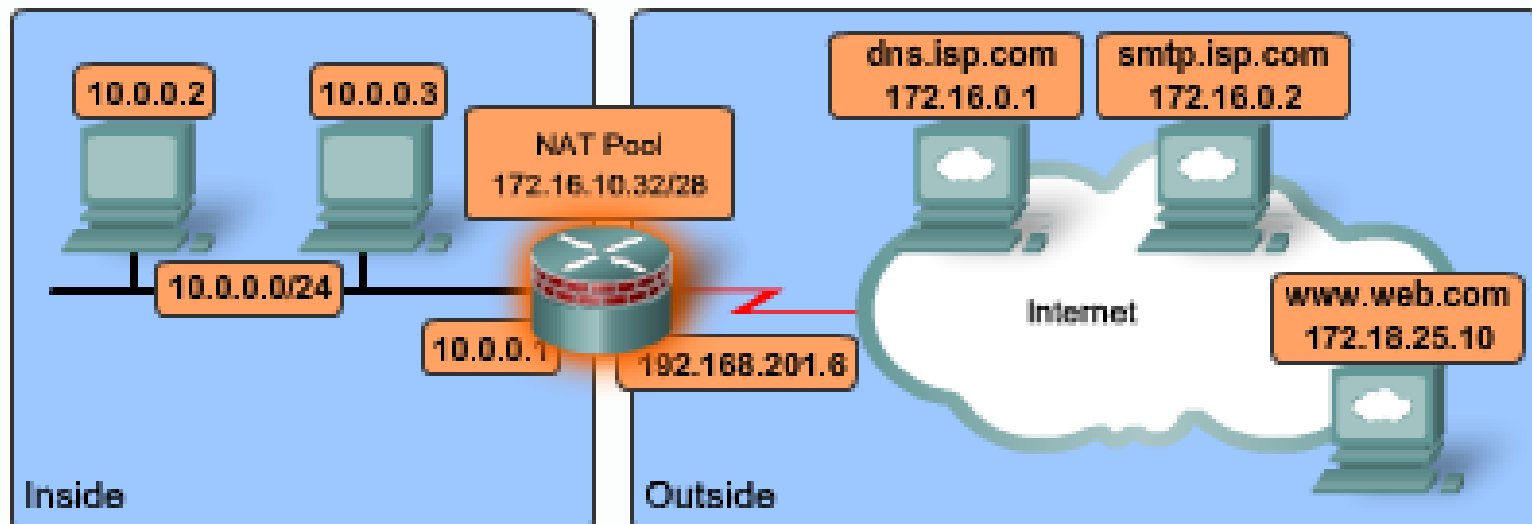 10.0.0.2
10.0.0.3
NAT Pool
172.16.10.32/28
dns.isp.com
172.16.0.1
smtp.isp.com
172.16.0.2
10.0.0.0/24
10.0.0.1
192.168.201.6
Internet
www.web.com
172.18.25.10
Inside
Outside